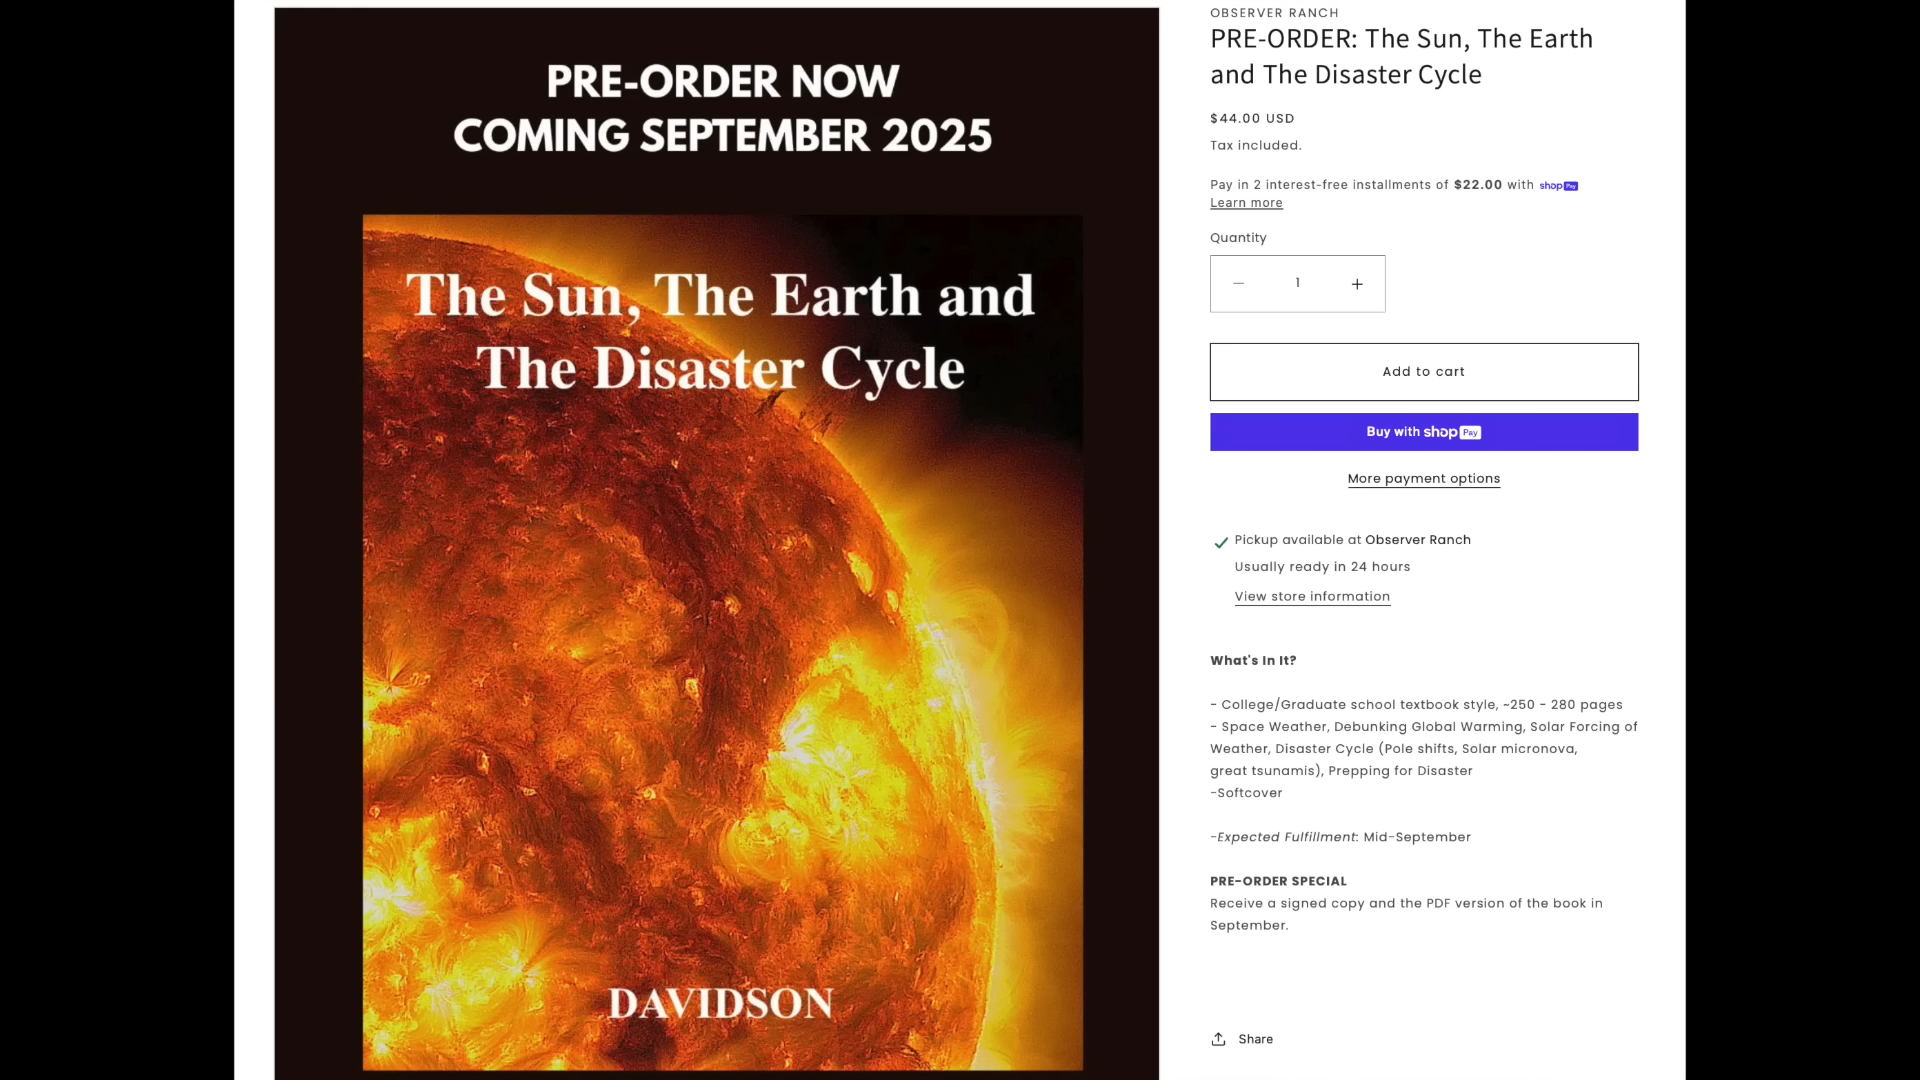 PRE-ORDER NOW
COMING SEPTEMBER 2025
The Sun, The Earth and
The Disaster Cycle
DAVIDSON
OBSERVER RANCH
PRE-ORDER: The Sun, The Earth
and The Disaster Cycle
$44.00 USD
Tax included.
Pay in 2 interest-free installments of $22.00 with shop Pay
Learn more
Quantity
− 1 +
Add to cart
Buy with shop Pay
More payment options
Pickup available at Observer Ranch
Usually ready in 24 hours
View store information
What's In It?
- College/Graduate school textbook style, ~250 - 280 pages
- Space Weather, Debunking Global Warming, Solar Forcing of
Weather, Disaster Cycle (Pole shifts, Solar micronova,
great tsunamis), Prepping for Disaster
-Softcover
-Expected Fulfillment: Mid-September
PRE-ORDER SPECIAL
Receive a signed copy and the PDF version of the book in
September.
Share